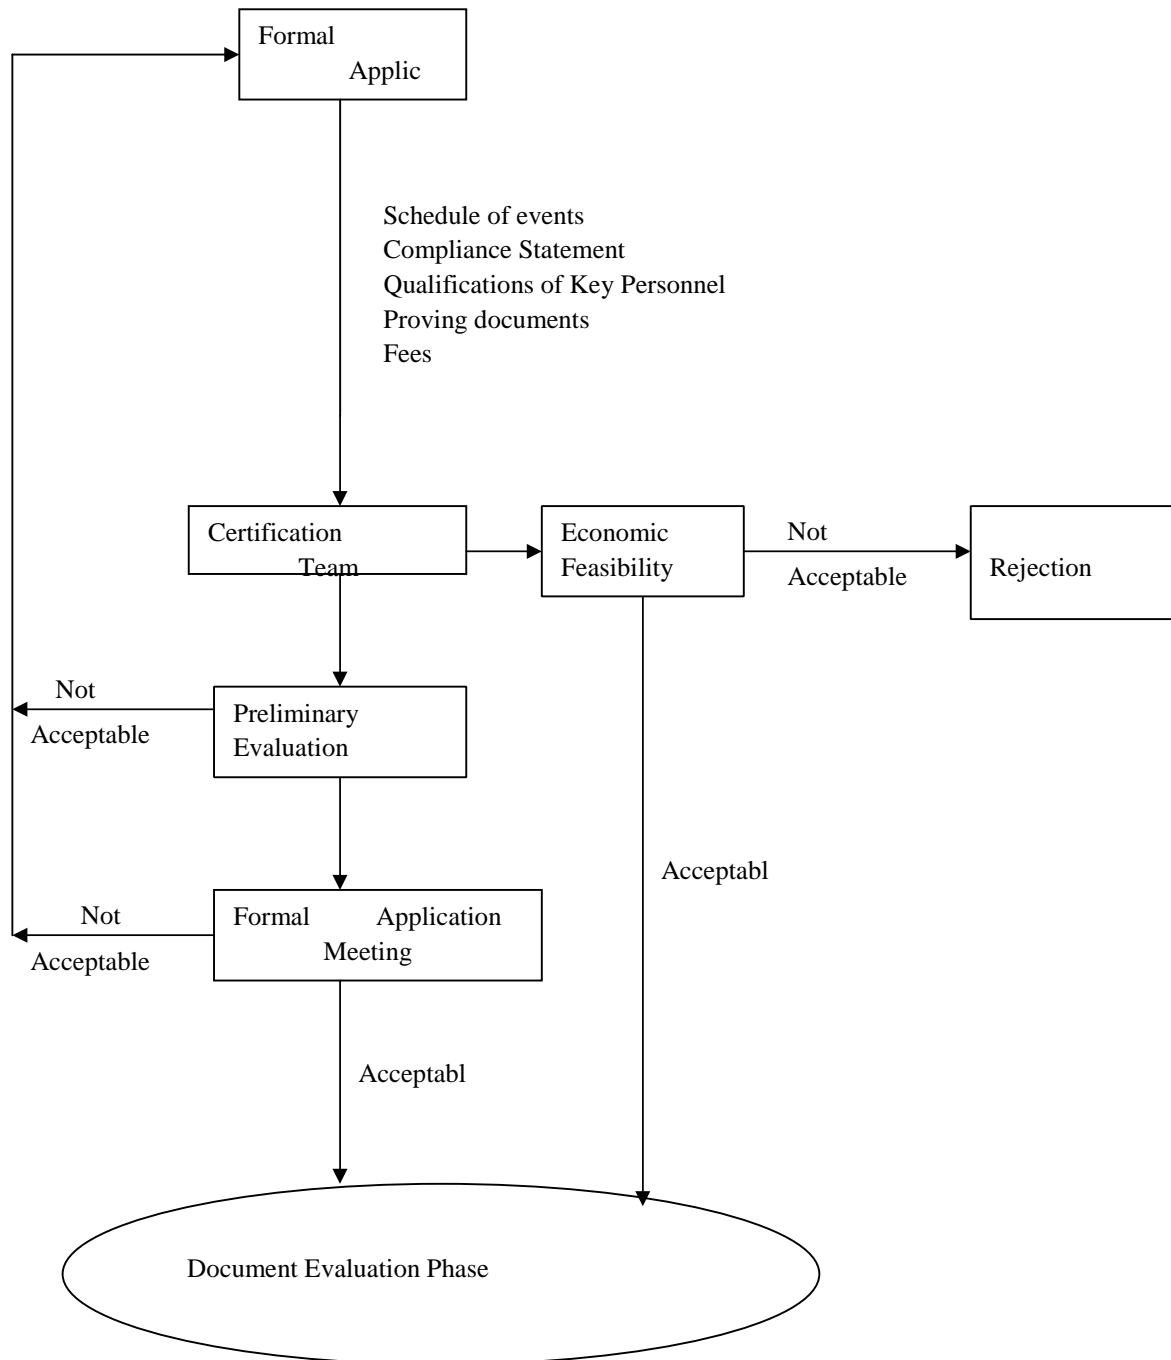 Formal
Applic
Schedule of events
Compliance Statement
Qualifications of Key Personnel
Proving documents
Fees
Certification
Team
Economic
Feasibility
Not
Acceptable
Rejection
Not
Acceptable
Preliminary
Evaluation
Acceptabl
Not
Acceptable
Formal Application
Meeting
Acceptabl
Document Evaluation Phase